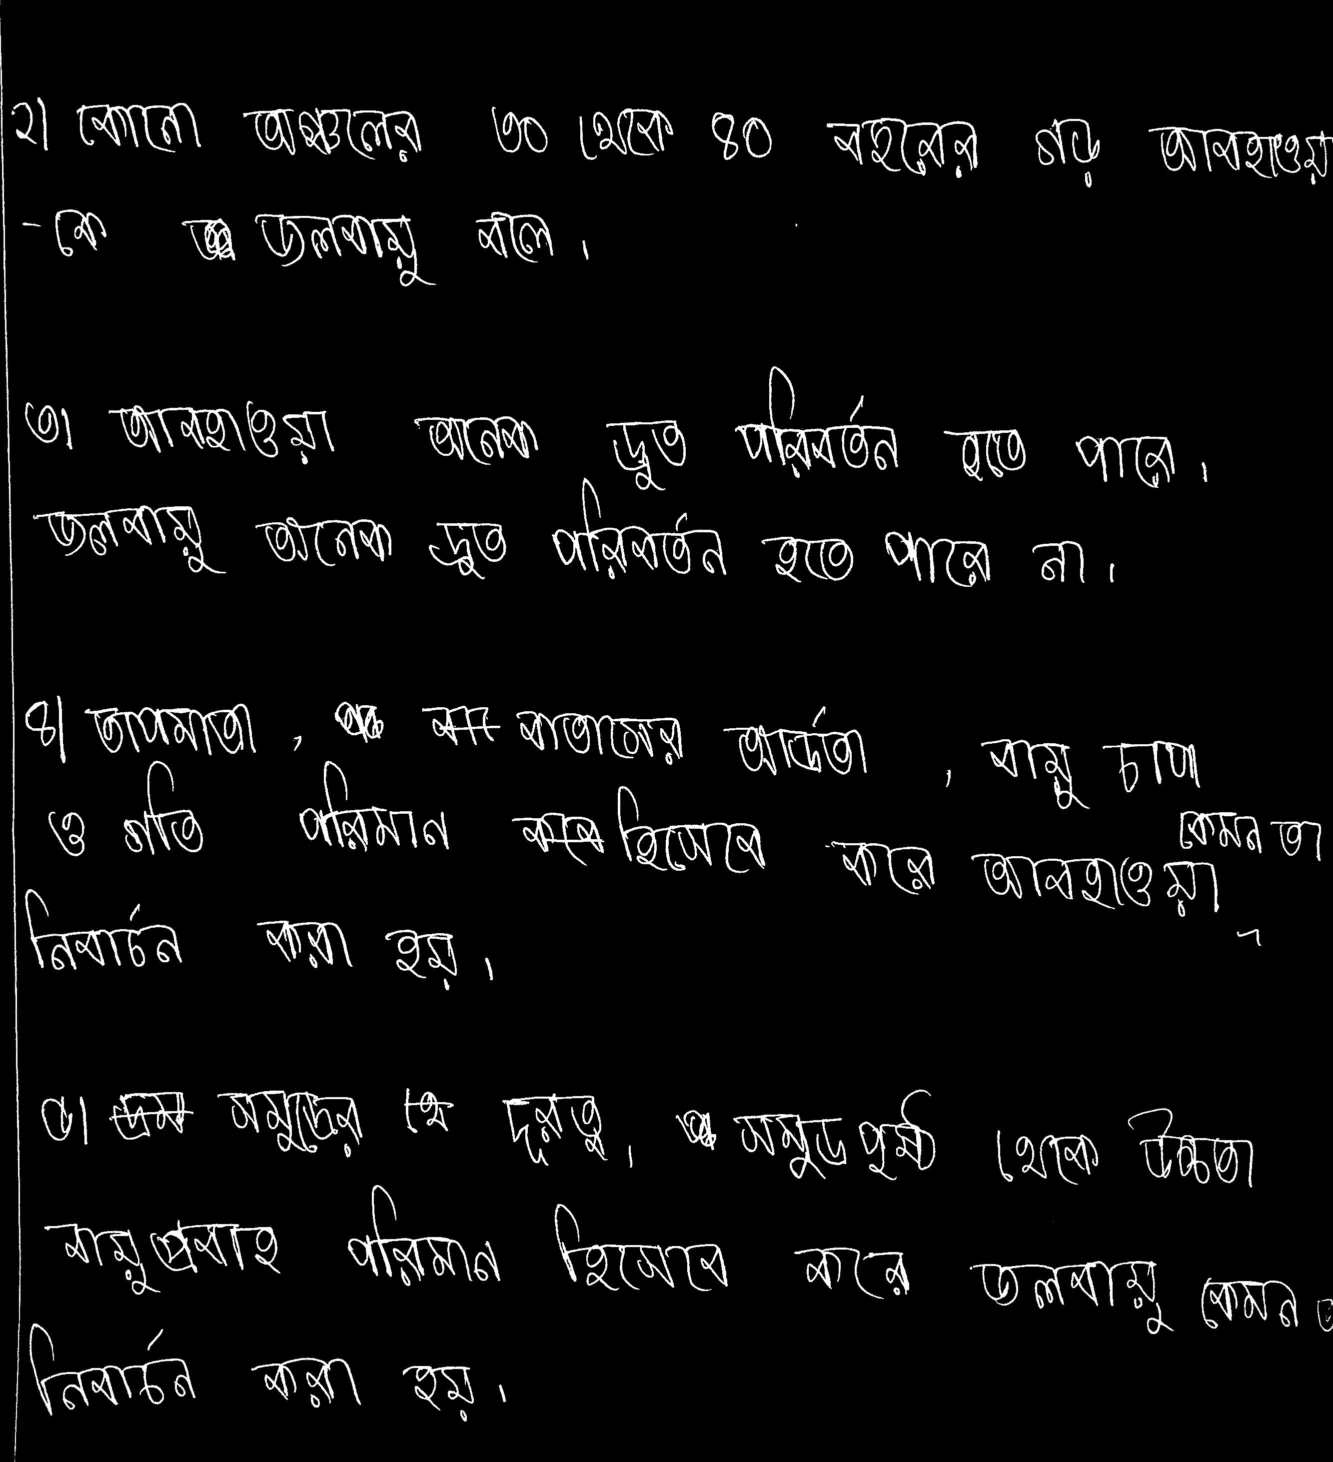 ২। কোনো অঞ্চলের ৩০ থেকে ৪০ বছরের গড় আবহাওয়া
-কে জলবায়ু বলে।
৩। আবহাওয়া অনেক দ্রুত পরিবর্তন হতে পারে।
জলবায়ু অনেক দ্রুত পরিবর্তন হতে পারে না।
৪। তাপমাত্রা, বাতাসের আর্দ্রতা, বায়ু চাপ
ও গতি পরিমান হিসেবে করে আবহাওয়া কেমন তা
নির্বাচন করা হয়।
৫। সমুদ্রের দূরত্ব, সমুদ্রপৃষ্ঠ থেকে উচ্চতা
বায়ুপ্রবাহ পরিমান হিসেবে করে জলবায়ু কেমন ত
নির্বাচন করা হয়।